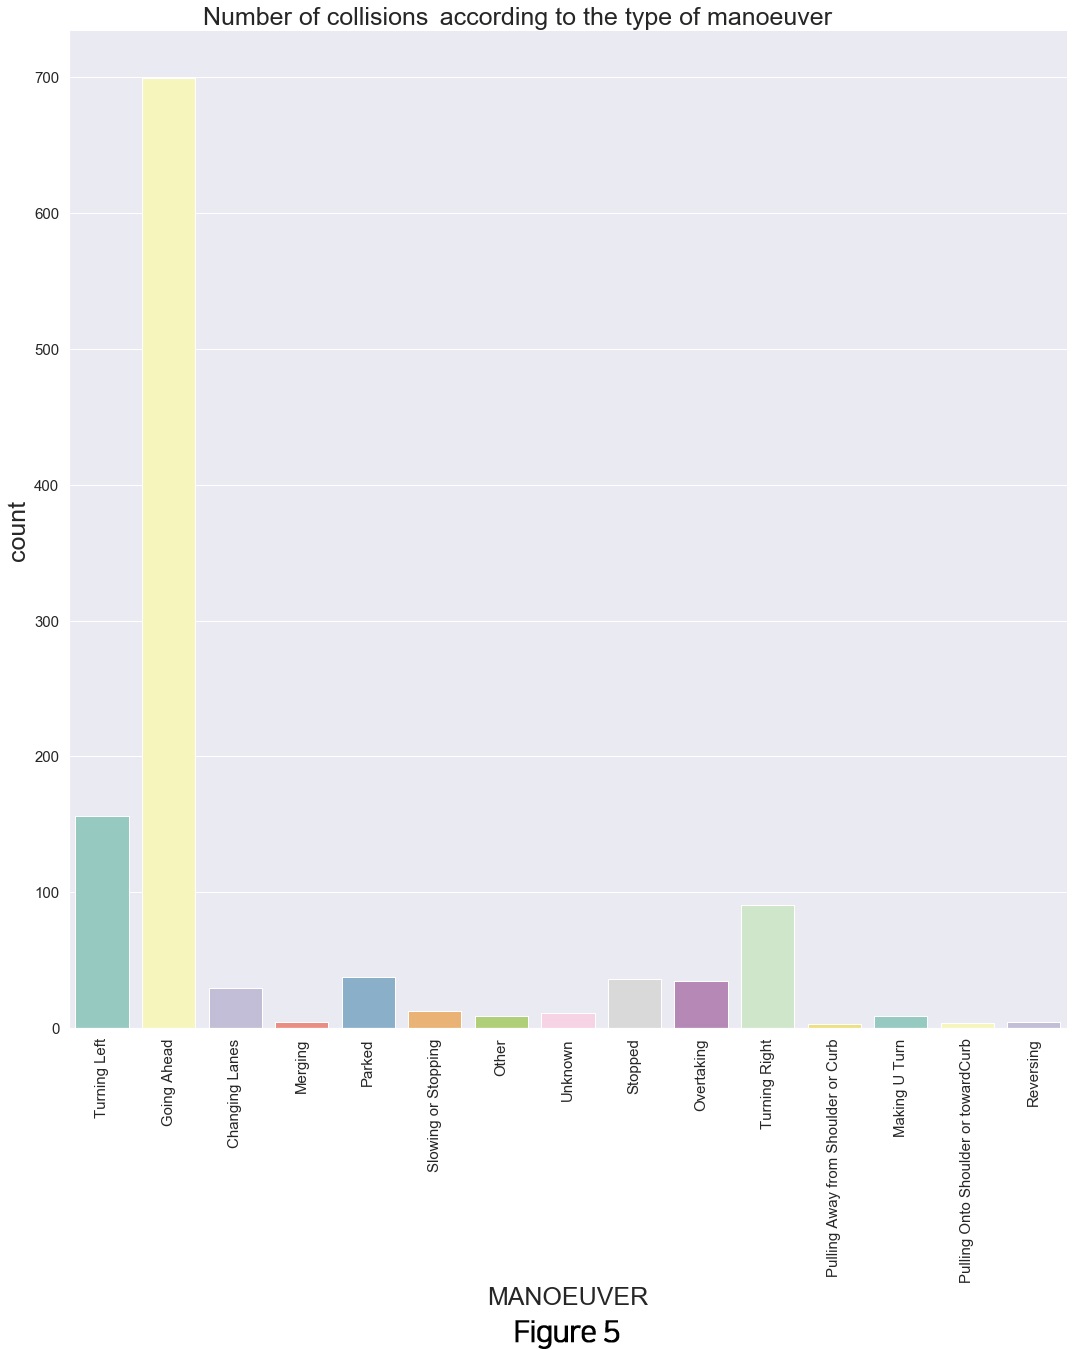 Number of collisions according to the type of manoeuver
700
600
500
400
300
200
100
0
count
Turning Left
Going Ahead
Changing Lanes
Merging
Parked
Slowing or Stopping
Other
Unknown
Stopped
Overtaking
Turning Right
Pulling Away from Shoulder or Curb
Making U Turn
Pulling Onto Shoulder or towardCurb
Reversing
MANOEUVER
Figure 5